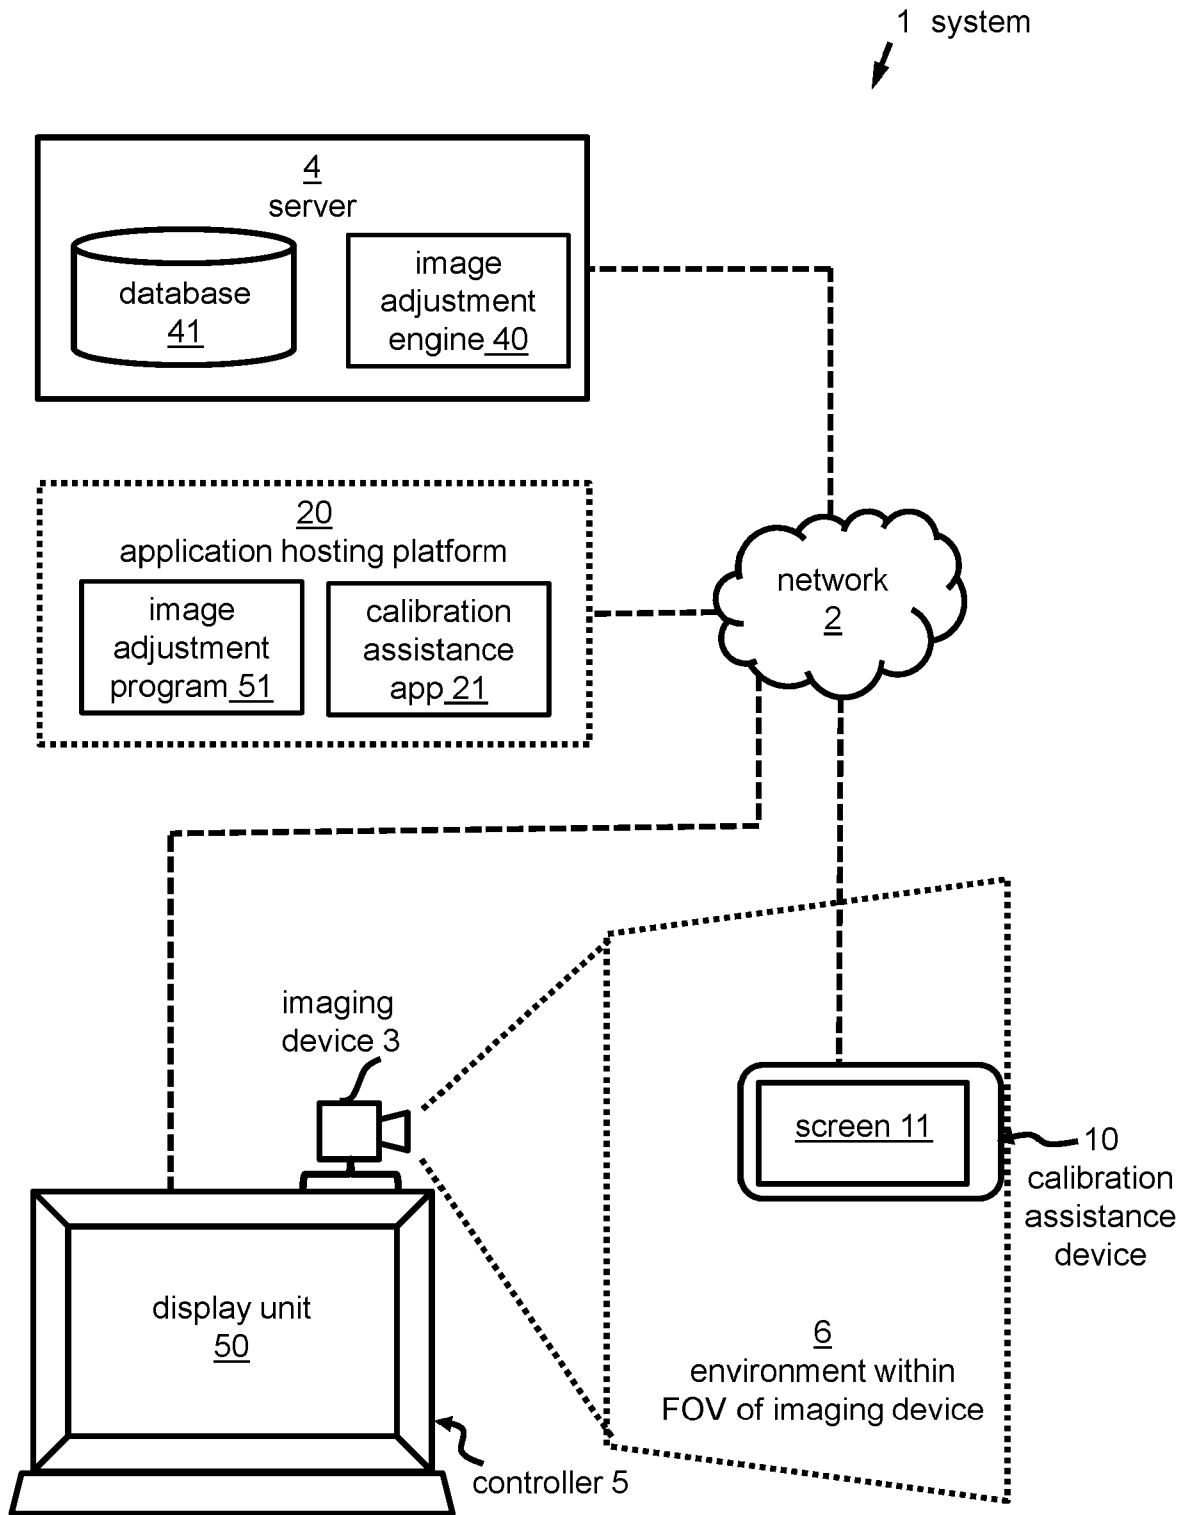 1 system
4
server
database
41
image
adjustment
engine 40
20
application hosting platform
image
adjustment
program 51
calibration
assistance
app 21
network
2
imaging
device 3
screen 11
10
calibration
assistance
device
display unit
50
6
environment within
FOV of imaging device
controller 5